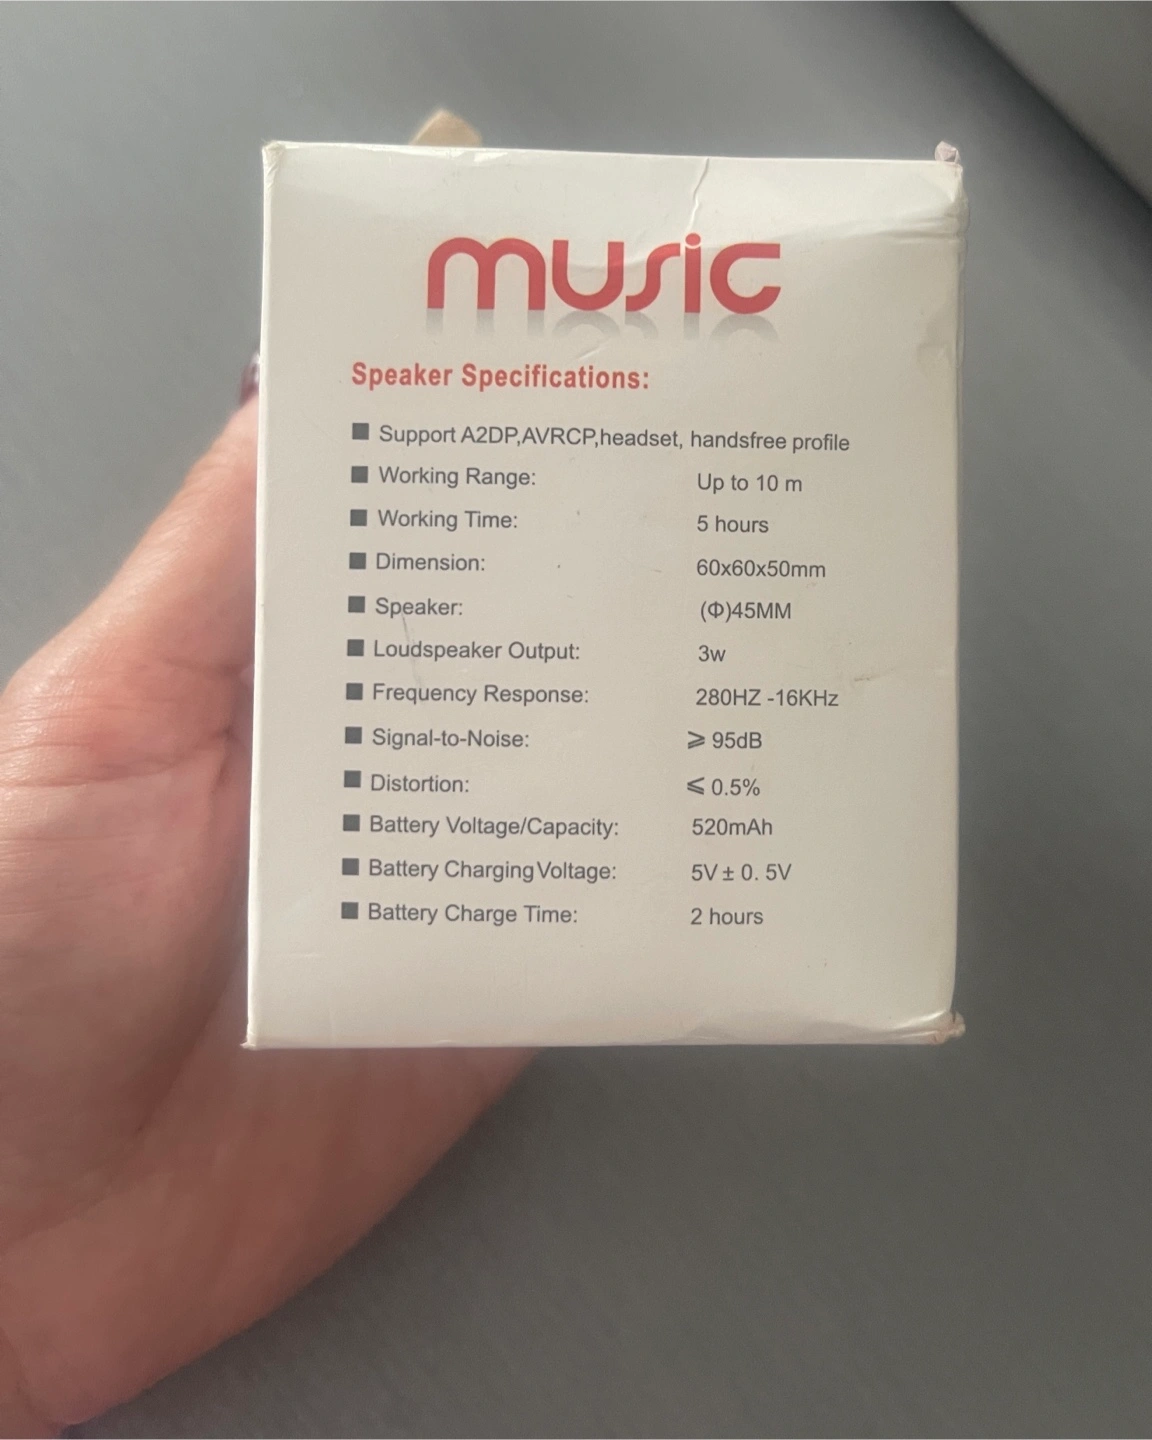 music
Speaker Specifications:
■ Support A2DP,AVRCP,headset, handsfree profile
■ Working Range: Up to 10 m
■ Working Time: 5 hours
■ Dimension: 60x60x50mm
■ Speaker: (Φ)45MM
■ Loudspeaker Output: 3w
■ Frequency Response: 280HZ -16KHz
■ Signal-to-Noise: ⩾ 95dB
■ Distortion: ⩽ 0.5%
■ Battery Voltage/Capacity: 520mAh
■ Battery Charging Voltage: 5V ± 0. 5V
■ Battery Charge Time: 2 hours